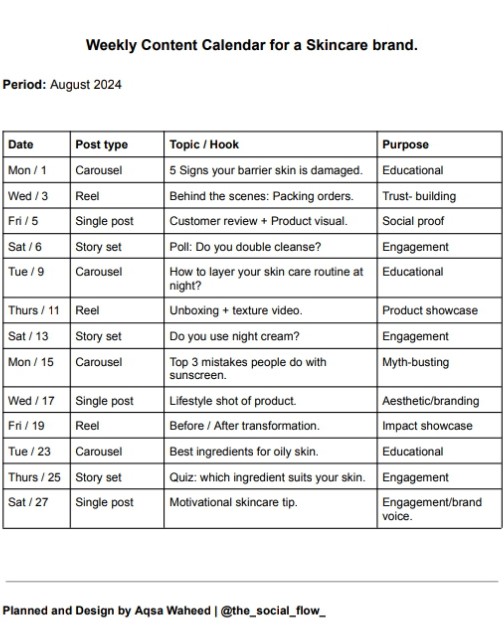 Weekly Content Calendar for a Skincare brand.
Period: August 2024
Date Post type Topic / Hook Purpose
Mon / 1 Carousel 5 Signs your barrier skin is damaged. Educational
Wed / 3 Reel Behind the scenes: Packing orders. Trust- building
Fri / 5 Single post Customer review + Product visual. Social proof
Sat / 6 Story set Poll: Do you double cleanse? Engagement
Tue / 9 Carousel How to layer your skin care routine at Educational
night?
Thurs / 11 Reel Unboxing + texture video. Product showcase
Sat / 13 Story set Do you use night cream? Engagement
Mon / 15 Carousel Top 3 mistakes people do with Myth-busting
sunscreen.
Wed / 17 Single post Lifestyle shot of product. Aesthetic/branding
Fri / 19 Reel Before / After transformation. Impact showcase
Tue / 23 Carousel Best ingredients for oily skin. Educational
Thurs / 25 Story set Quiz: which ingredient suits your skin. Engagement
Sat / 27 Single post Motivational skincare tip. Engagement/brand
voice.
Planned and Design by Aqsa Waheed | @the_social_flow_